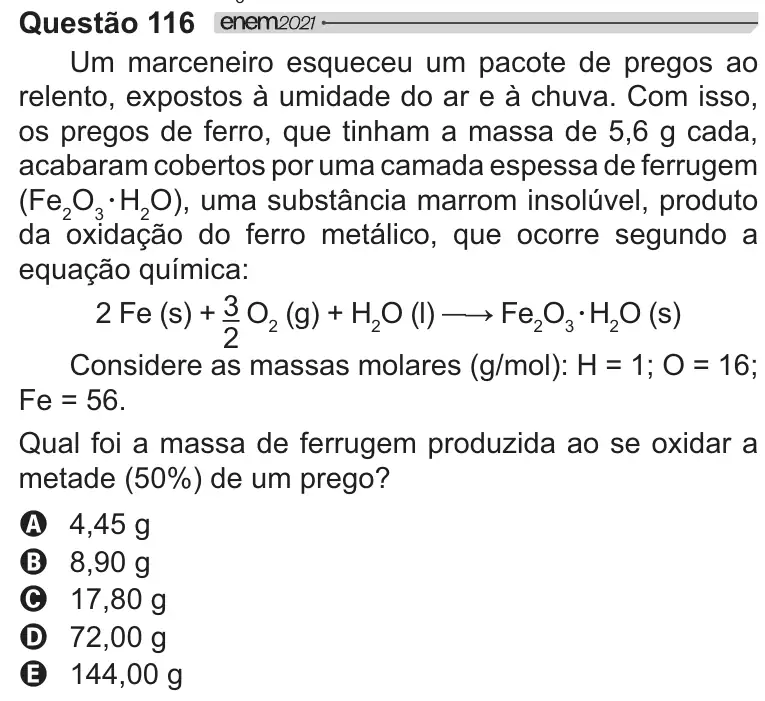 Questão 116 enem2021
Um marceneiro esqueceu um pacote de pregos ao
relento, expostos à umidade do ar e à chuva. Com isso,
os pregos de ferro, que tinham a massa de 5,6 g cada,
acabaram cobertos por uma camada espessa de ferrugem
(Fe₂O₃·H₂O), uma substância marrom insolúvel, produto
da oxidação do ferro metálico, que ocorre segundo a
equação química:
2 Fe (s) + 3/2 O₂ (g) + H₂O (l) ⟶ Fe₂O₃·H₂O (s)
Considere as massas molares (g/mol): H = 1; O = 16;
Fe = 56.
Qual foi a massa de ferrugem produzida ao se oxidar a
metade (50%) de um prego?
A 4,45 g
B 8,90 g
C 17,80 g
D 72,00 g
E 144,00 g